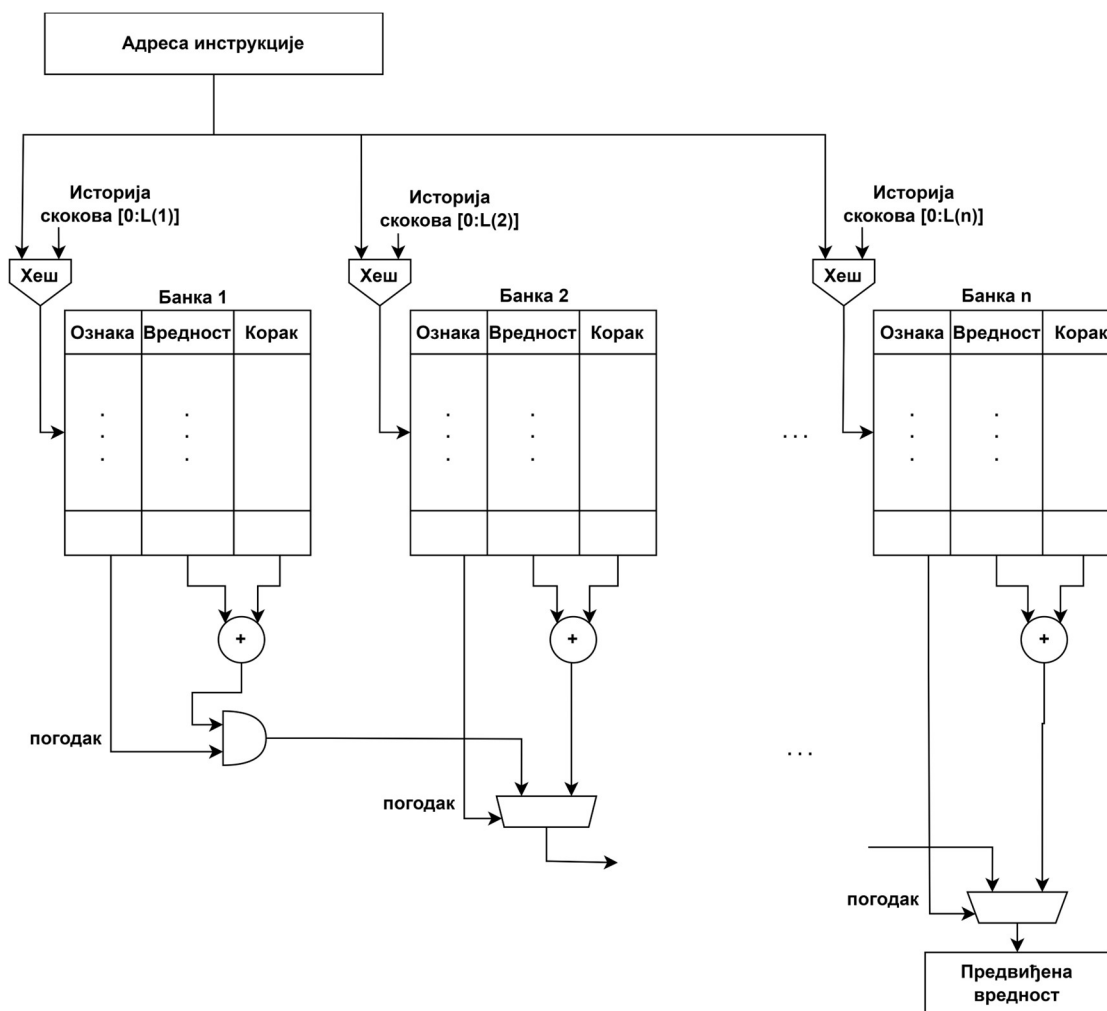 Адреса инструкције
Историја
скокова [0:L(1)]
Историја
скокова [0:L(2)]
Историја
скокова [0:L(n)]
Хеш
Хеш
Хеш
Банка 1
Банка 2
Банка n
Ознака Вредност Корак
Ознака Вредност Корак
Ознака Вредност Корак
...
+
+
+
погодак
...
погодак
погодак
Предвиђена
вредност